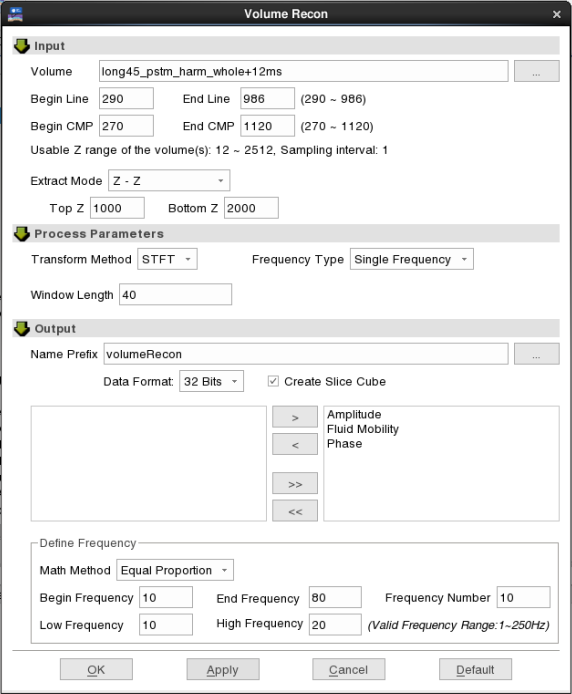 Volume Recon
Input
Volume long45_pstm_harm_whole+12ms ...
Begin Line 290 End Line 986 (290 ~ 986)
Begin CMP 270 End CMP 1120 (270 ~ 1120)
Usable Z range of the volume(s): 12 ~ 2512, Sampling interval: 1
Extract Mode Z - Z
Top Z 1000 Bottom Z 2000
Process Parameters
Transform Method STFT Frequency Type Single Frequency
Window Length 40
Output
Name Prefix volumeRecon ...
Data Format: 32 Bits Create Slice Cube
> Amplitude
Fluid Mobility
< Phase
>>
<<
Define Frequency
Math Method Equal Proportion
Begin Frequency 10 End Frequency 80 Frequency Number 10
Low Frequency 10 High Frequency 20 (Valid Frequency Range:1~250Hz)
OK Apply Cancel Default